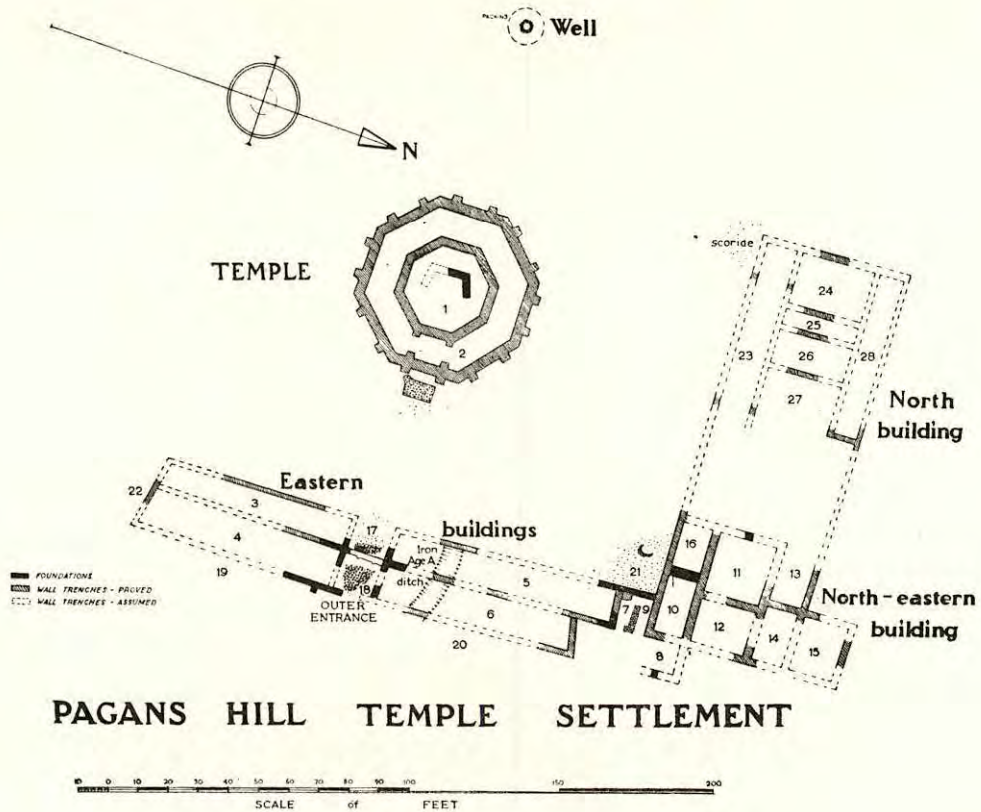 PACKING
Well
N
TEMPLE
1
2
scoriae
24
25
26
23
28
27
North
building
Eastern
buildings
22
3
4
19
17
18
OUTER
ENTRANCE
Iron
Age A
ditch
5
6
20
21
7
9
8
10
16
11
12
13
14
15
North-eastern
building
FOUNDATIONS
WALL TRENCHES - PROVED
WALL TRENCHES - ASSUMED
PAGANS HILL TEMPLE SETTLEMENT
10 0 10 20 30 40 50 60 70 80 90 100 150 200
SCALE of FEET